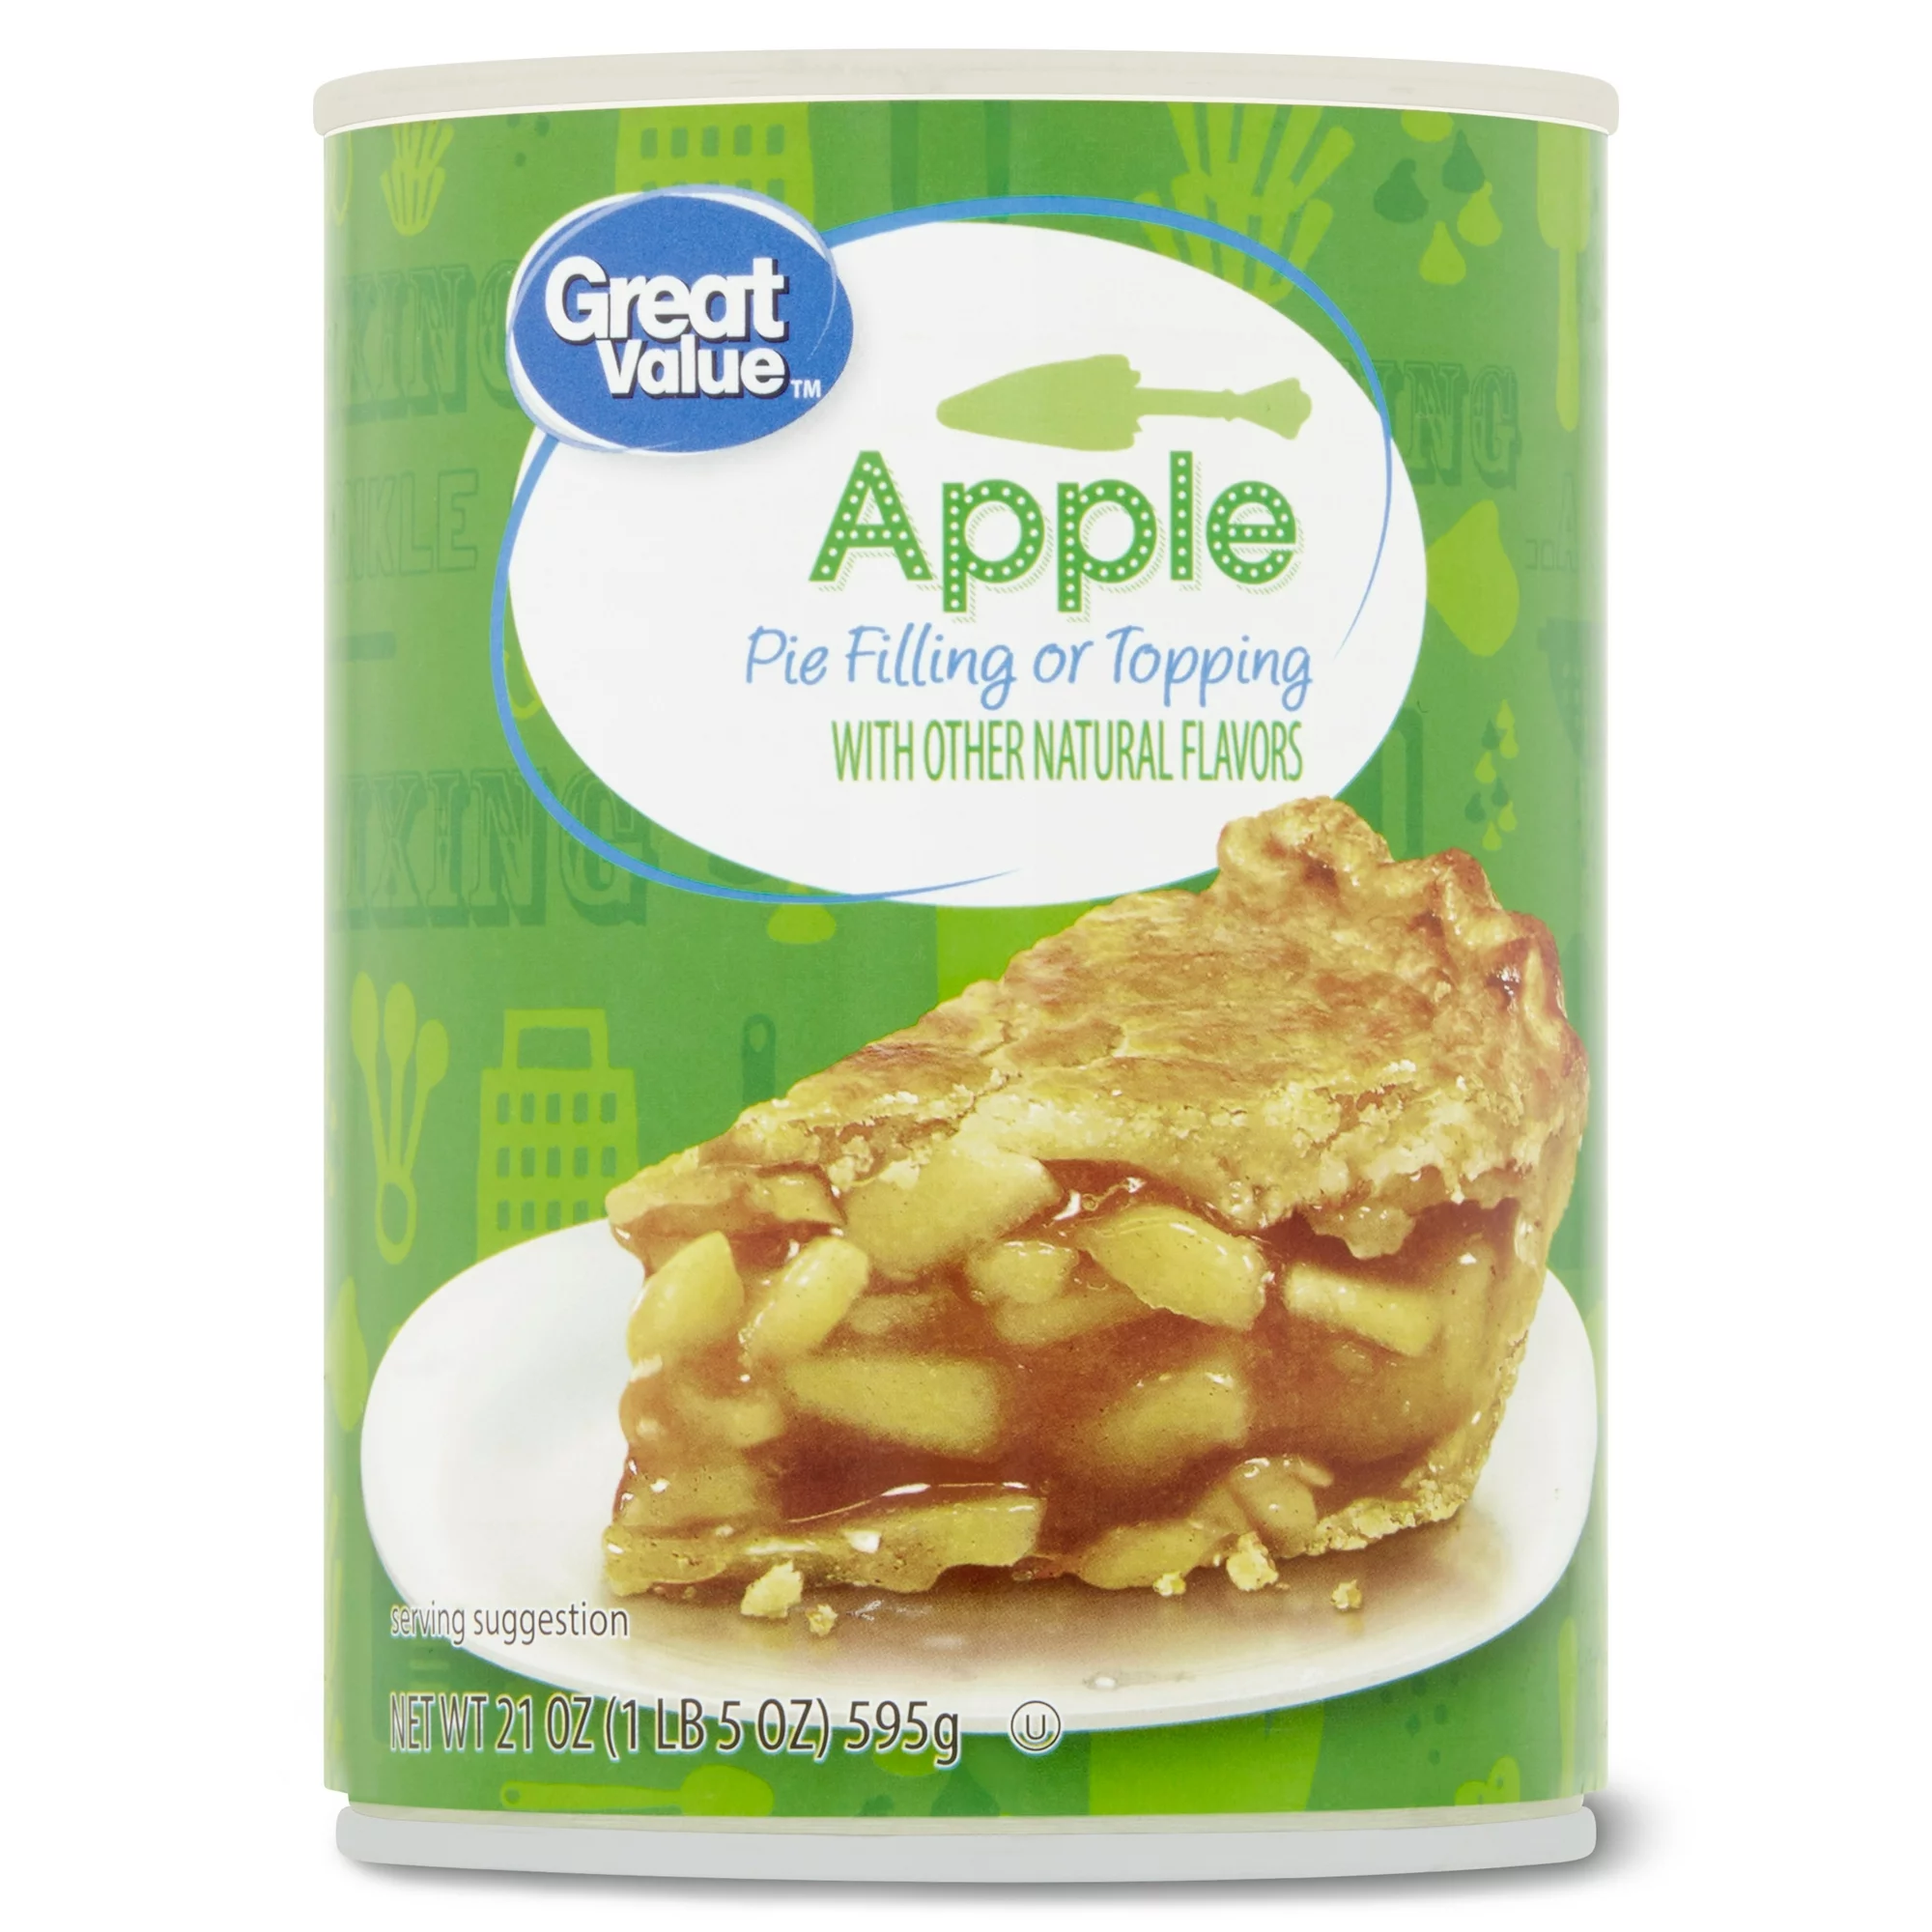 Great
Value™
Apple
Pie Filling or Topping
WITH OTHER NATURAL FLAVORS
serving suggestion
NET WT 21 OZ (1 LB 5 OZ) 595g Ⓤ